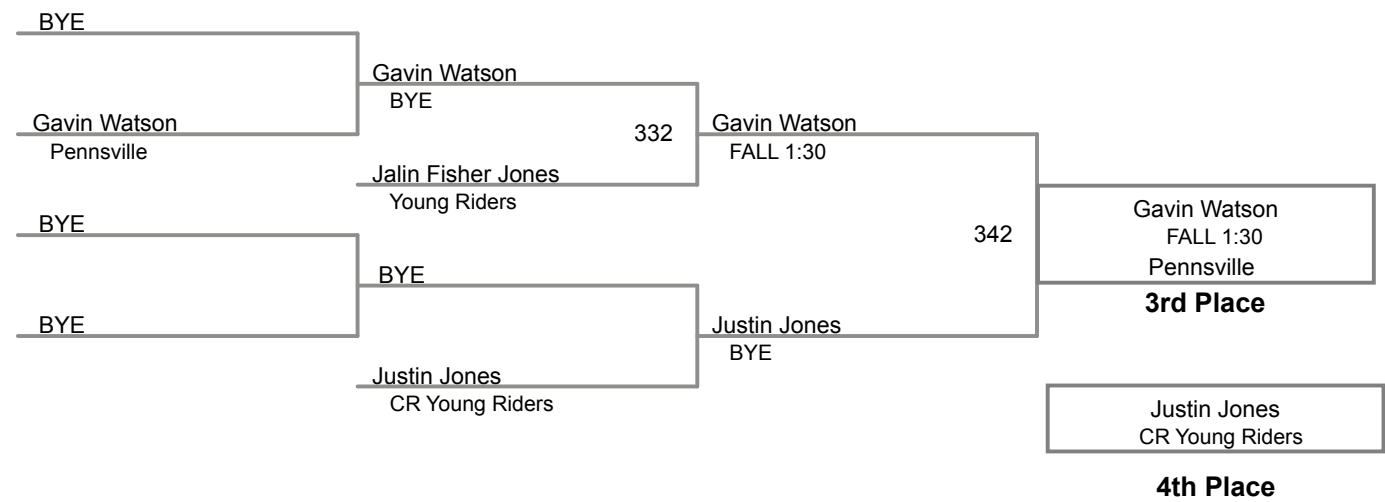 BYE
Gavin Watson
BYE
Gavin Watson
Pennsville
332
Gavin Watson
FALL 1:30
Jalin Fisher Jones
Young Riders
Gavin Watson
FALL 1:30
Pennsville
3rd Place
BYE
342
BYE
BYE
Justin Jones
BYE
Justin Jones
CR Young Riders
Justin Jones
CR Young Riders
4th Place